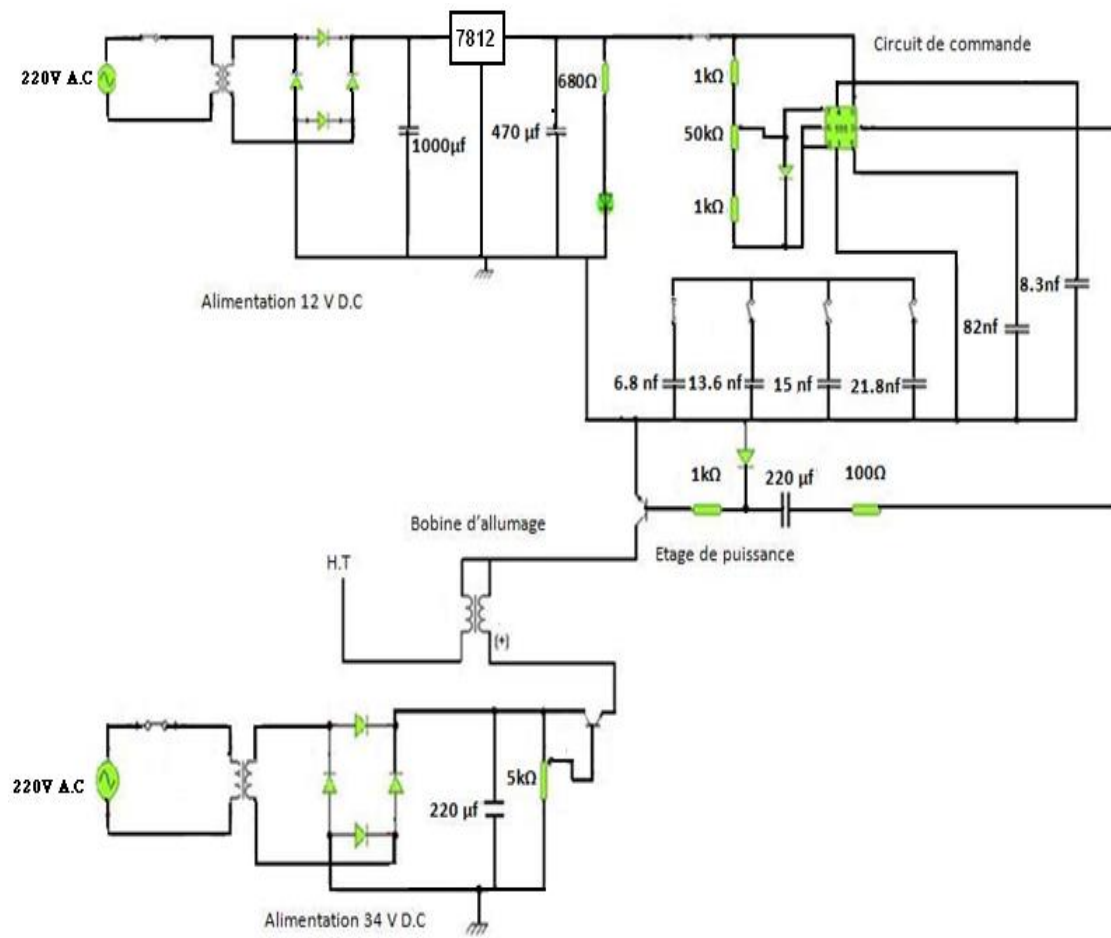 7812
Circuit de commande
220V A.C
680Ω
1kΩ
1000µf
470 µf
50kΩ
1kΩ
8.3nf
Alimentation 12 V D.C
82nf
6.8 nf
13.6 nf
15 nf
21.8nf
1kΩ
220 µf
100Ω
Bobine d'allumage
Etage de puissance
H.T
(+)
220V A.C
5kΩ
220 µf
Alimentation 34 V D.C